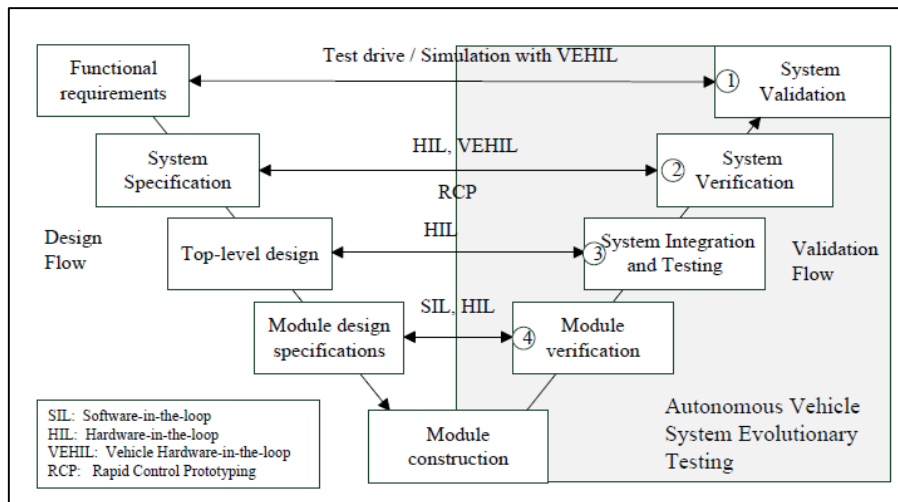 Test drive / Simulation with VEHIL
Functional
requirements
1
System
Validation
System
Specification
HIL, VEHIL
RCP
2
System
Verification
Design
Flow
Top-level design
HIL
3
System Integration
and Testing
Validation
Flow
Module design
specifications
SIL, HIL
4
Module
verification
SIL: Software-in-the-loop
HIL: Hardware-in-the-loop
VEHIL: Vehicle Hardware-in-the-loop
RCP: Rapid Control Prototyping
Module
construction
Autonomous Vehicle
System Evolutionary
Testing